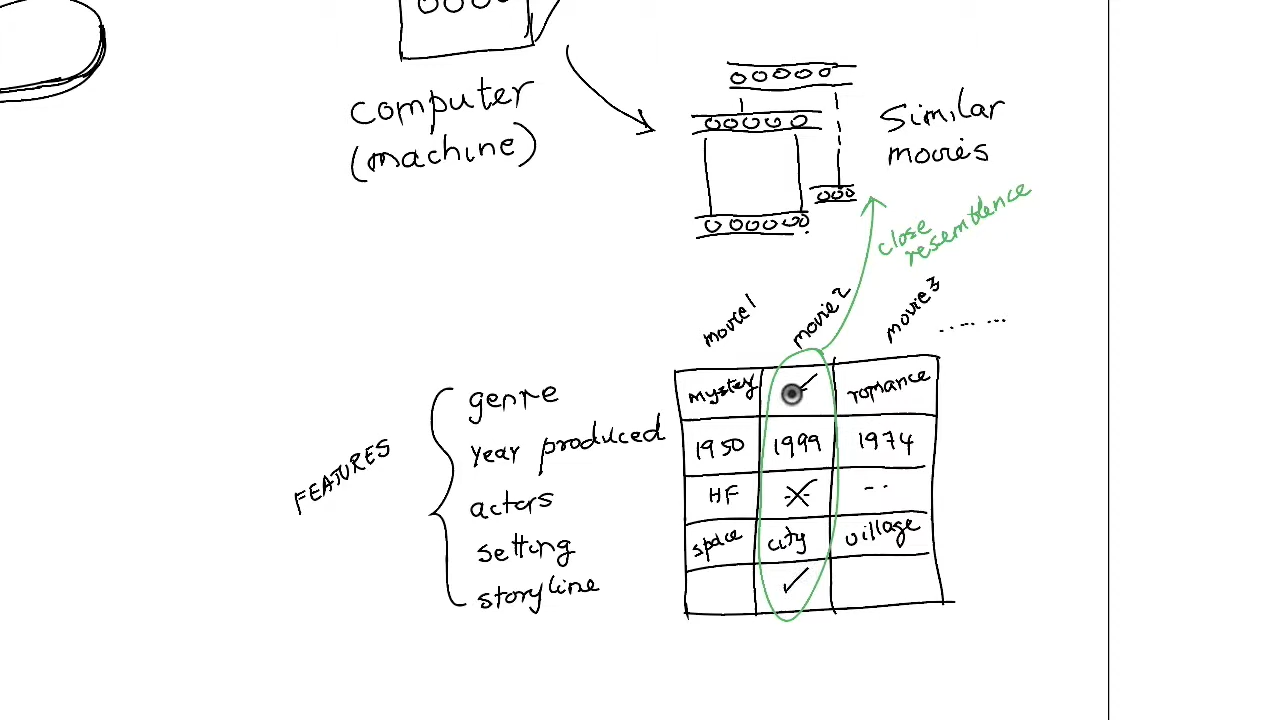 computer
(machine)
Similar
movies
close
resemblence
movie1
movie2
movie3
...... ...
FEATURES
genre
mystery
romance
year produced
1950
1999
1974
actors
HF
setting
space
city
village
storyline